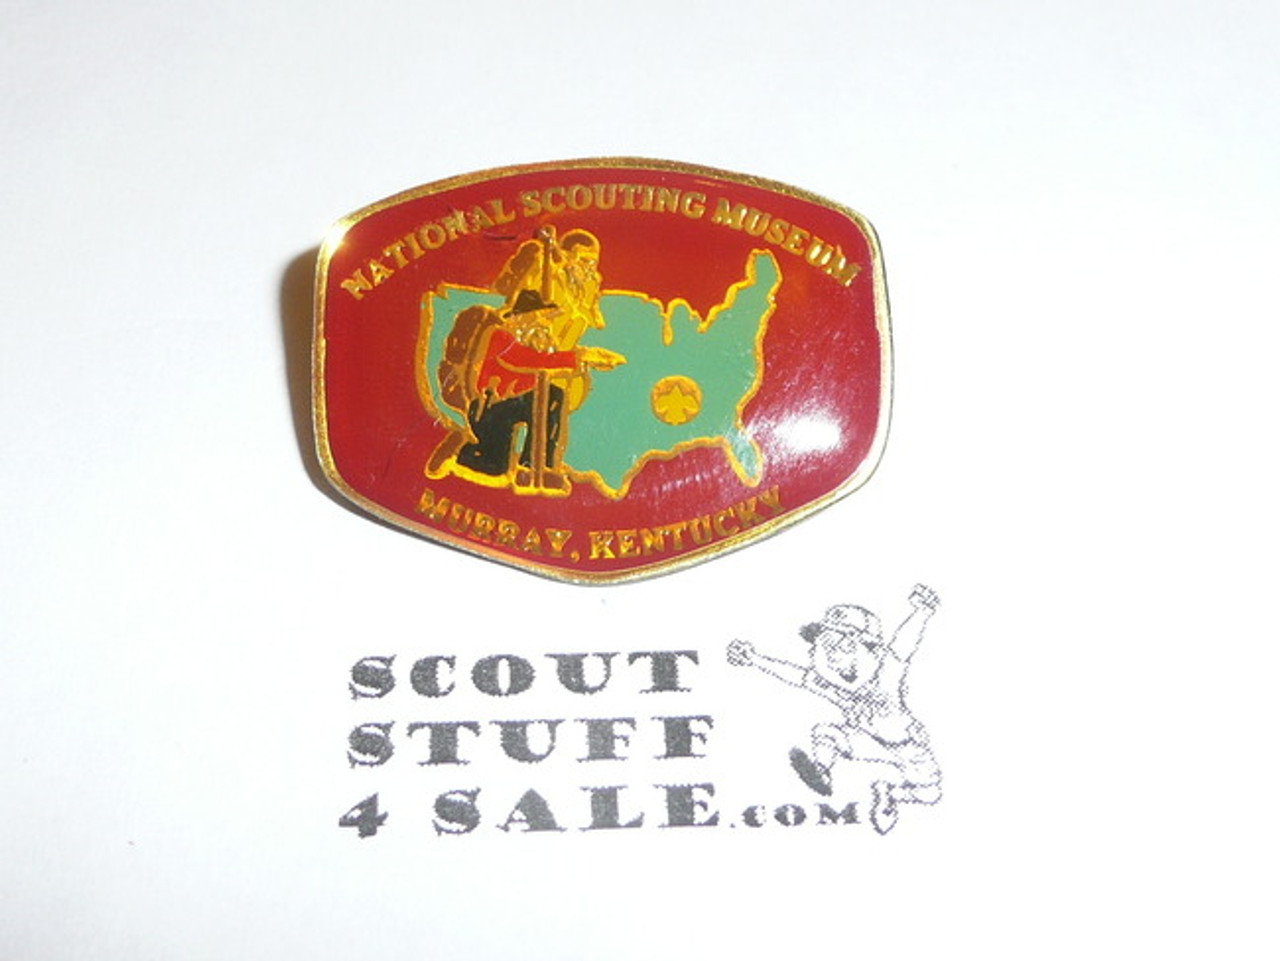 NATIONAL SCOUTING MUSEUM
MURRAY, KENTUCKY
SCOUT
STUFF
4 SALE.COM